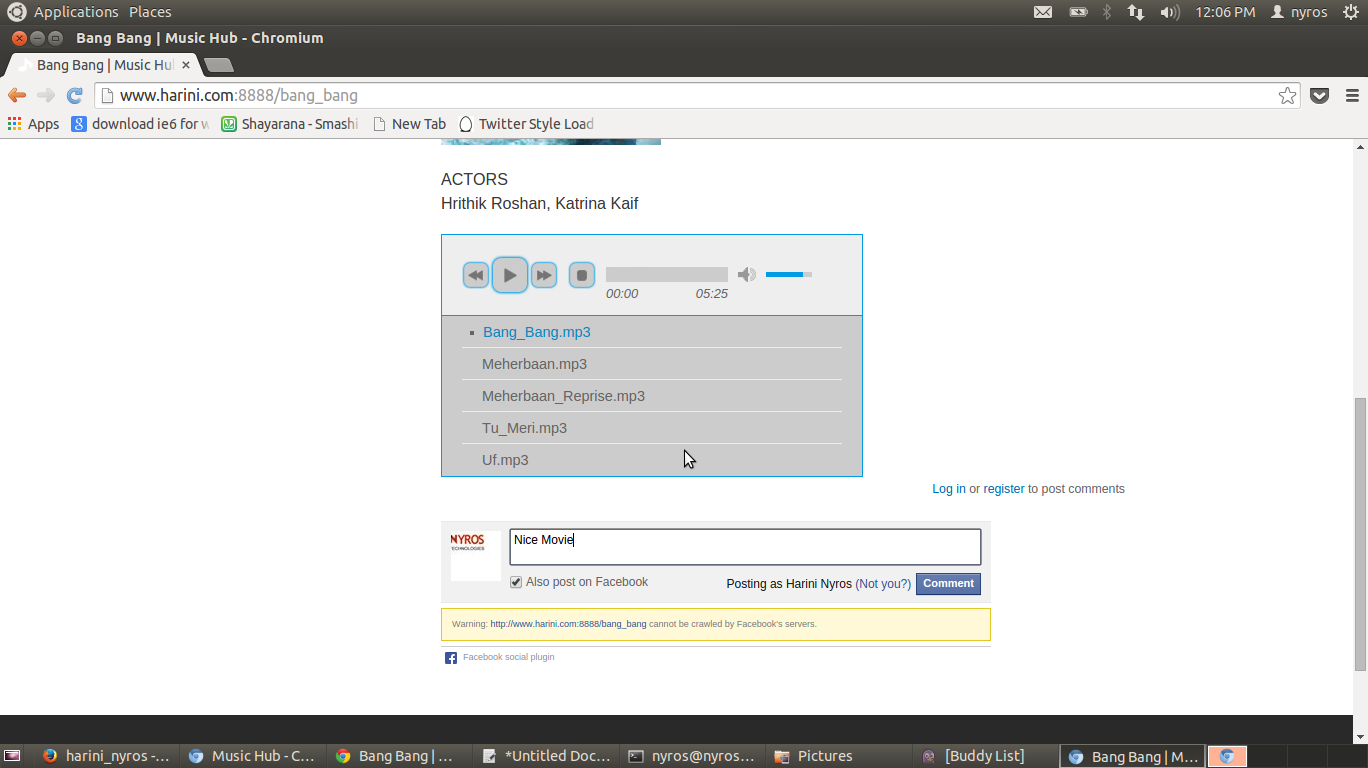 Applications Places 12:06 PM nyros
Bang Bang | Music Hub - Chromium
Bang Bang | Music Hu
www.harini.com:8888/bang_bang
Apps download ie6 for w Shayarana - Smashi New Tab Twitter Style Load
ACTORS
Hrithik Roshan, Katrina Kaif
00:00 05:25
Bang_Bang.mp3
Meherbaan.mp3
Meherbaan_Reprise.mp3
Tu_Meri.mp3
Uf.mp3
Log in or register to post comments
NYROS
TECHNOLOGIES
Nice Movie
Also post on Facebook Posting as Harini Nyros (Not you?) Comment
Warning: http://www.harini.com:8888/bang_bang cannot be crawled by Facebook's servers.
Facebook social plugin
harini_nyros -... Music Hub - C... Bang Bang | ... *Untitled Doc... nyros@nyros... Pictures [Buddy List] Bang Bang | M...